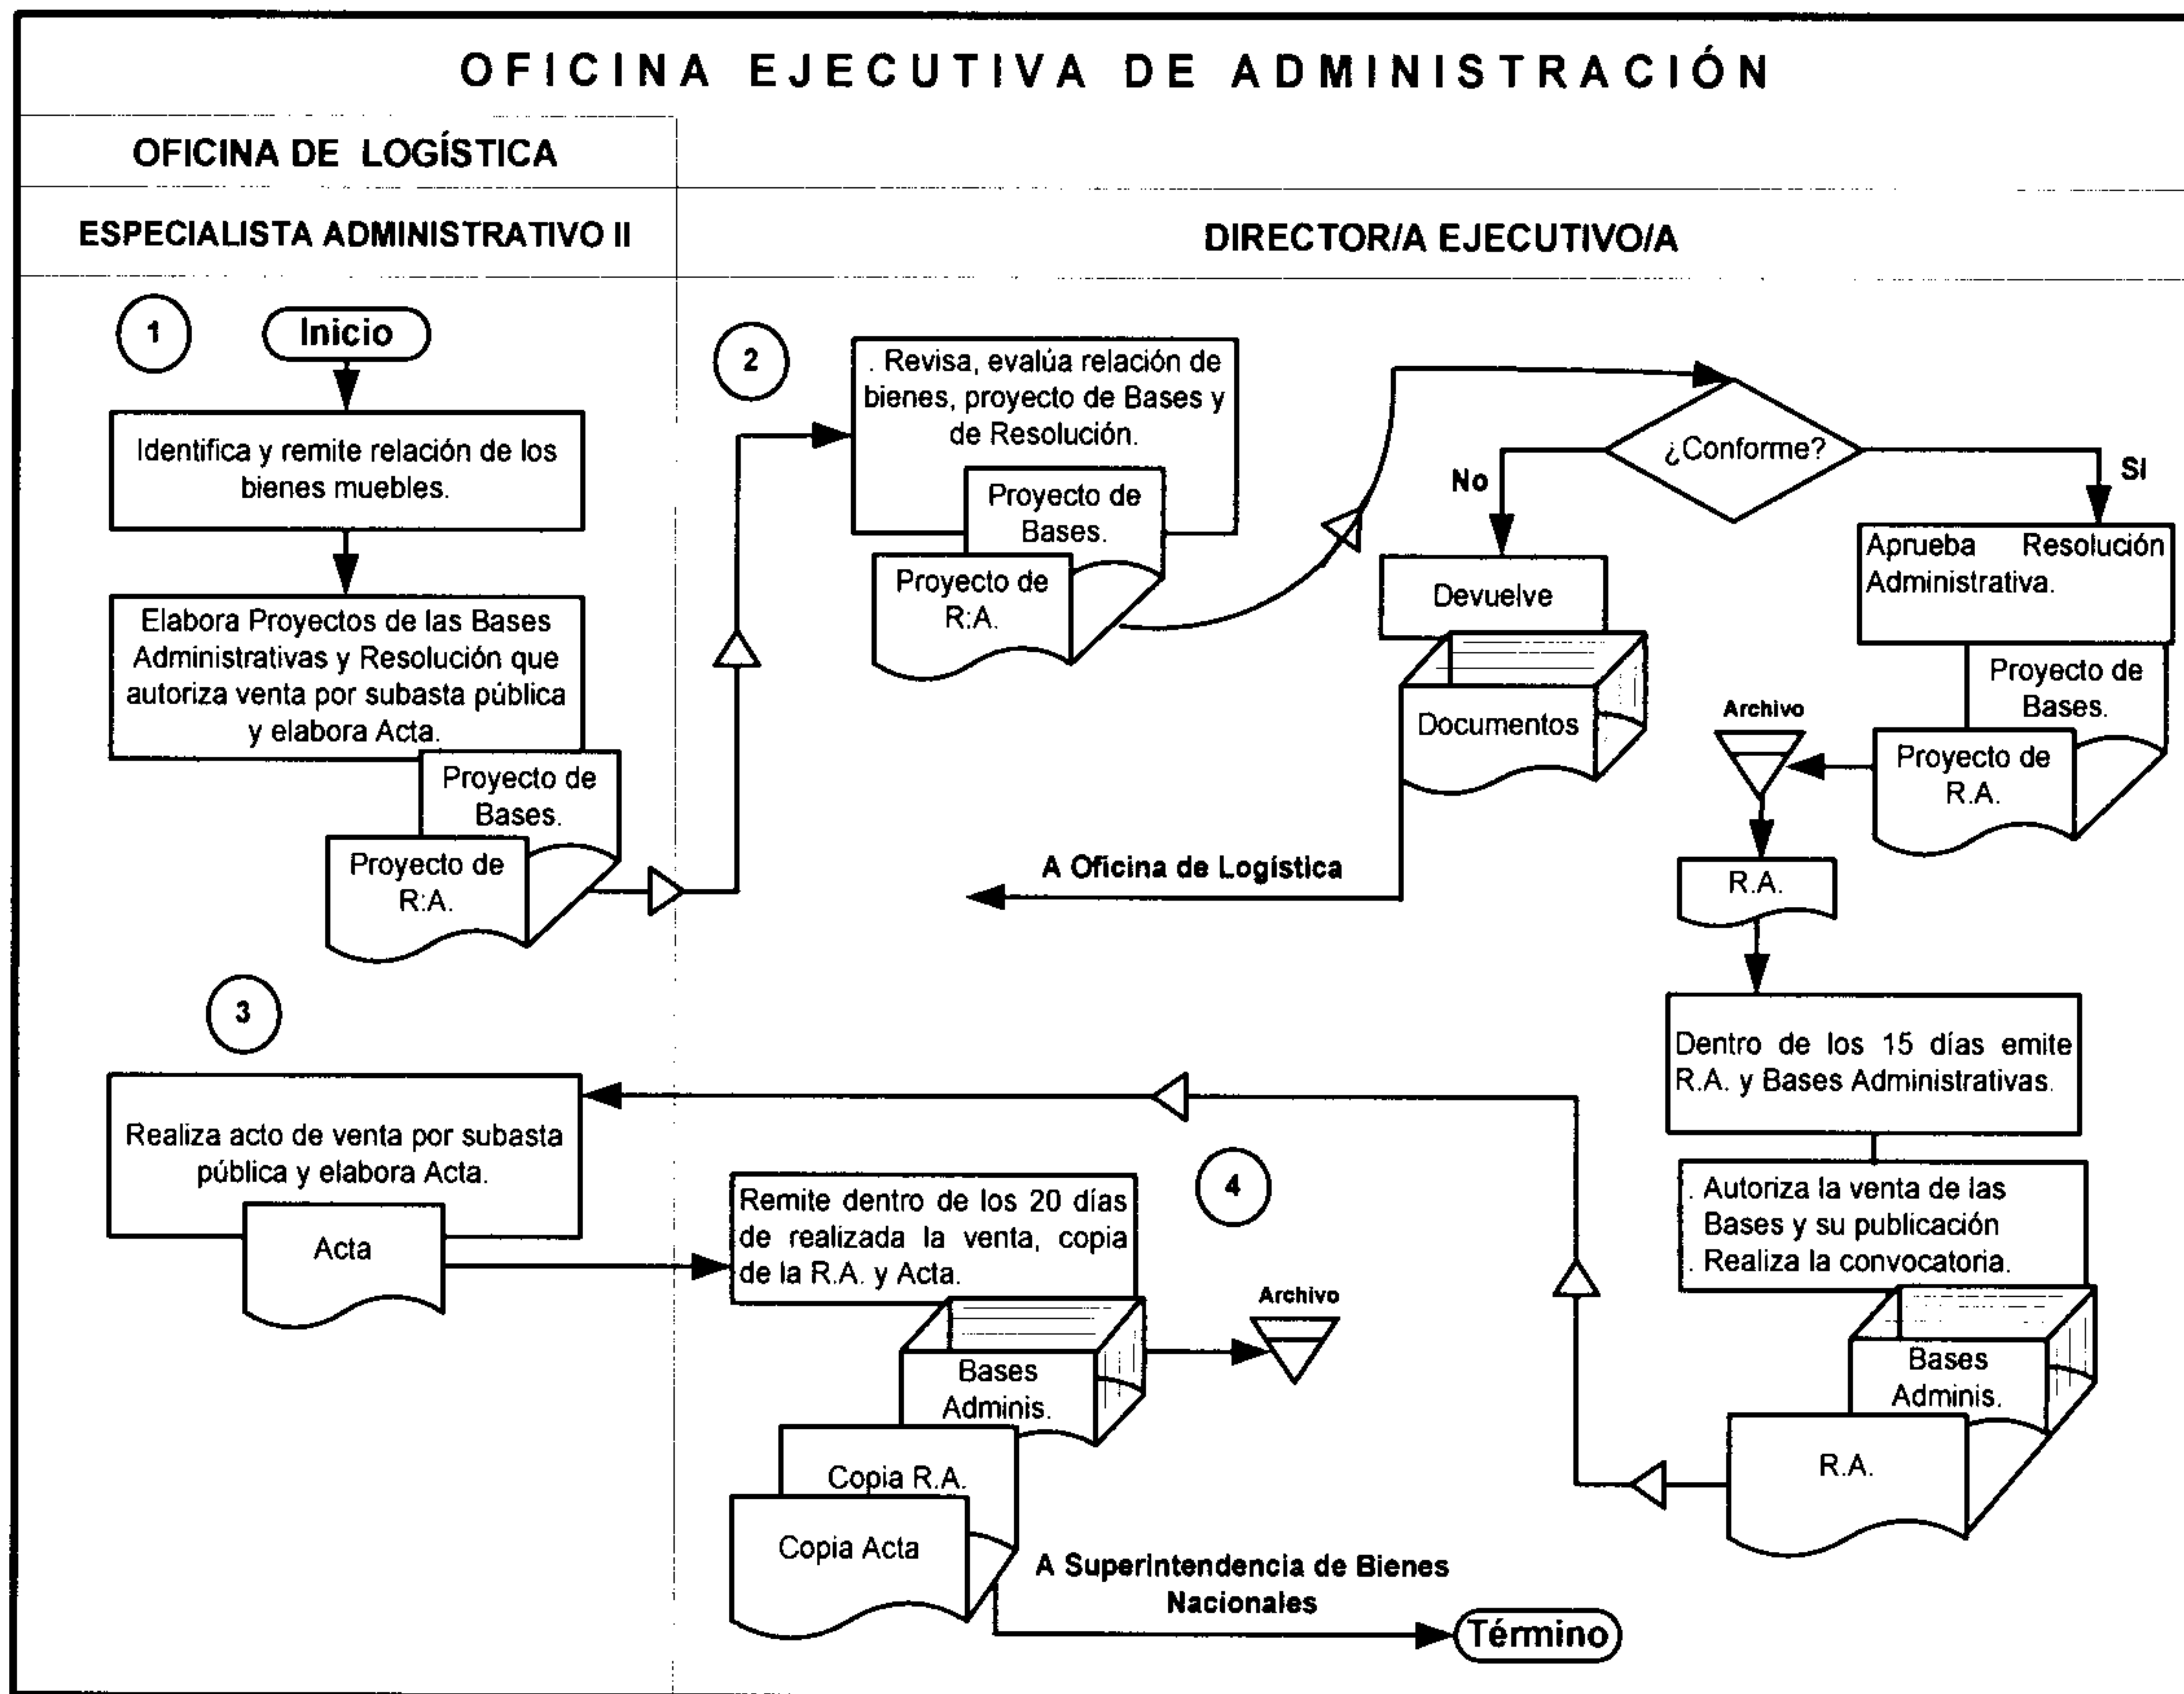 OFICINA EJECUTIVA DE ADMINISTRACIÓN
OFICINA DE LOGÍSTICA
ESPECIALISTA ADMINISTRATIVO II
DIRECTOR/A EJECUTIVO/A
1
Inicio
Identifica y remite relación de los
bienes muebles.
Elabora Proyectos de las Bases
Administrativas y Resolución que
autoriza venta por subasta pública
y elabora Acta.
Proyecto de
Bases.
Proyecto de
R:A.
2
. Revisa, evalúa relación de
bienes, proyecto de Bases y
de Resolución.
Proyecto de
Bases.
Proyecto de
R:A.
¿Conforme?
No
SI
Devuelve
Documentos
A Oficina de Logística
Aprueba Resolución
Administrativa.
Proyecto de
Bases.
Proyecto de
R.A.
Archivo
R.A.
Dentro de los 15 días emite
R.A. y Bases Administrativas.
. Autoriza la venta de las
Bases y su publicación
. Realiza la convocatoria.
Bases
Adminis.
R.A.
3
Realiza acto de venta por subasta
pública y elabora Acta.
Acta
4
Remite dentro de los 20 días
de realizada la venta, copia
de la R.A. y Acta.
Archivo
Bases
Adminis.
Copia R.A.
Copia Acta
A Superintendencia de Bienes
Nacionales
Término